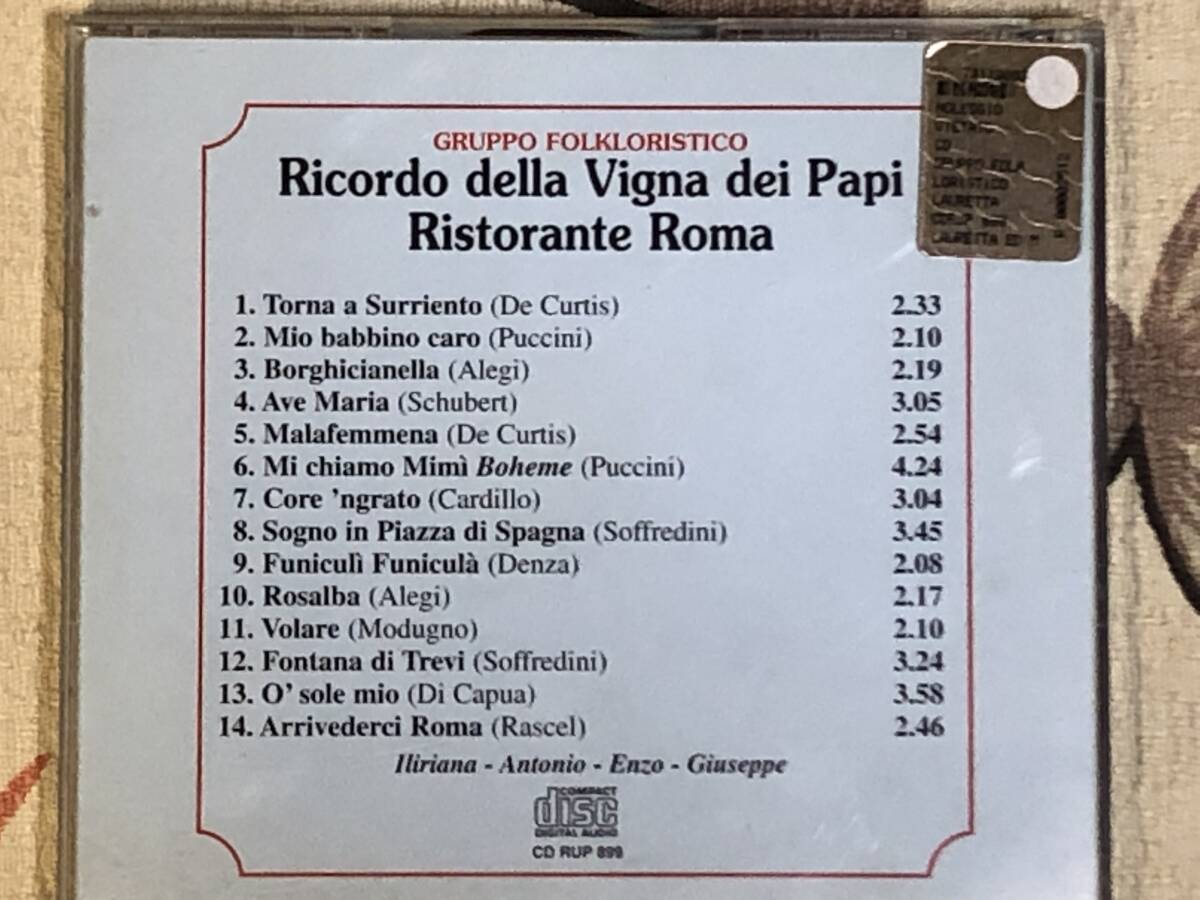 GRUPPO FOLKLORISTICO
Ricordo della Vigna dei Papi
Ristorante Roma
1. Torna a Surriento (De Curtis) 2.33
2. Mio babbino caro (Puccini) 2.10
3. Borghicianella (Alegi) 2.19
4. Ave Maria (Schubert) 3.05
5. Malafemmena (De Curtis) 2.54
6. Mi chiamo Mimì Boheme (Puccini) 4.24
7. Core 'ngrato (Cardillo) 3.04
8. Sogno in Piazza di Spagna (Soffredini) 3.45
9. Funiculì Funiculà (Denza) 2.08
10. Rosalba (Alegi) 2.17
11. Volare (Modugno) 2.10
12. Fontana di Trevi (Soffredini) 3.24
13. O' sole mio (Di Capua) 3.58
14. Arrivederci Roma (Rascel) 2.46
Iliriana - Antonio - Enzo - Giuseppe
COMPACT
disc
DIGITAL AUDIO
CD RUP 899
NOLEGGIO
CD
LORISTICO
LAURETTA